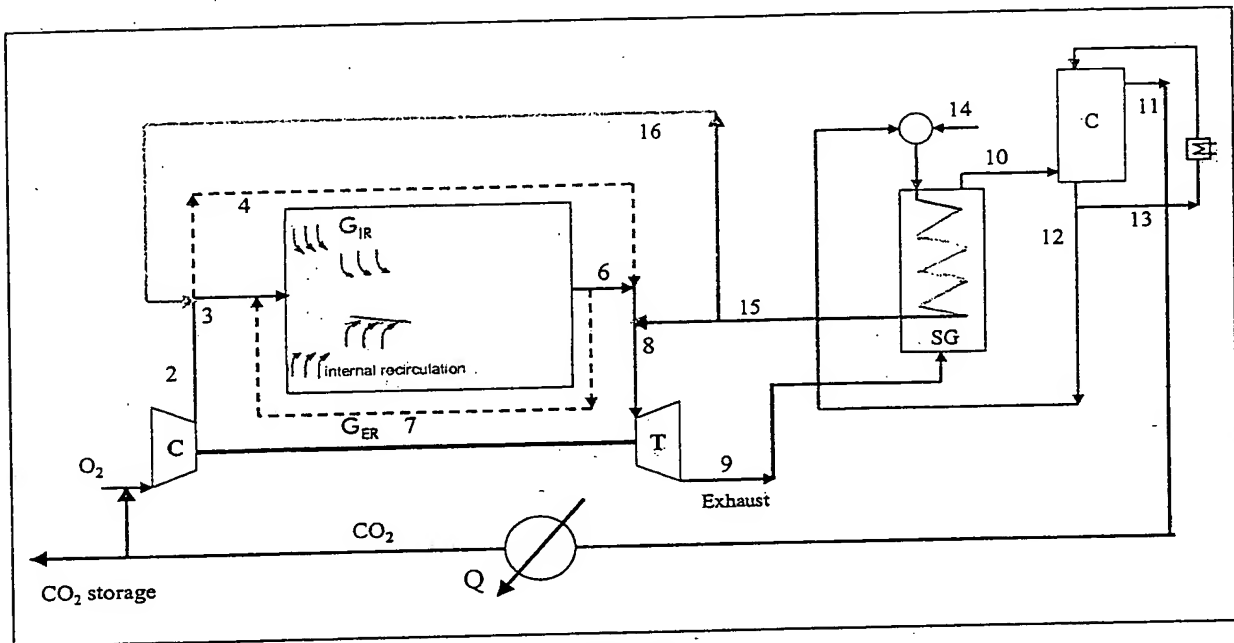 16
14
10
C
11
4
G_IR
6
13
12
3
15
8
SG
internal recirculation
2
G_ER 7
C
T
9
O₂
Exhaust
CO₂
Q
CO₂ storage